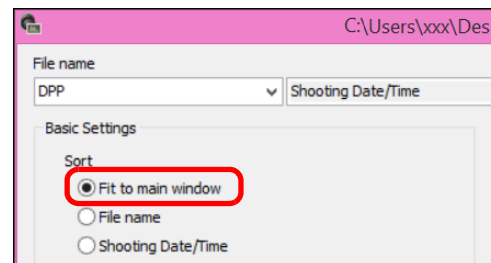 C:\Users\xxx\Des
File name
DPP Shooting Date/Time
Basic Settings
Sort
Fit to main window
File name
Shooting Date/Time